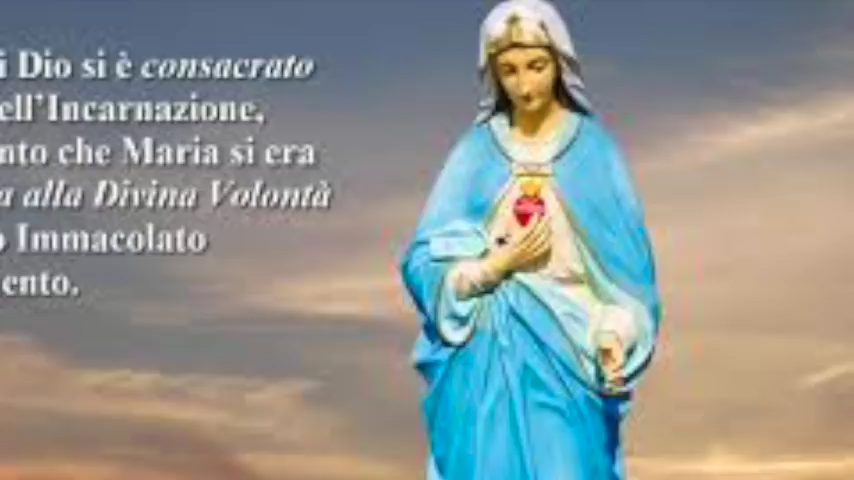 i Dio si è consacrato
ell'Incarnazione,
nto che Maria si era
a alla Divina Volontà
o Immacolato
ento.